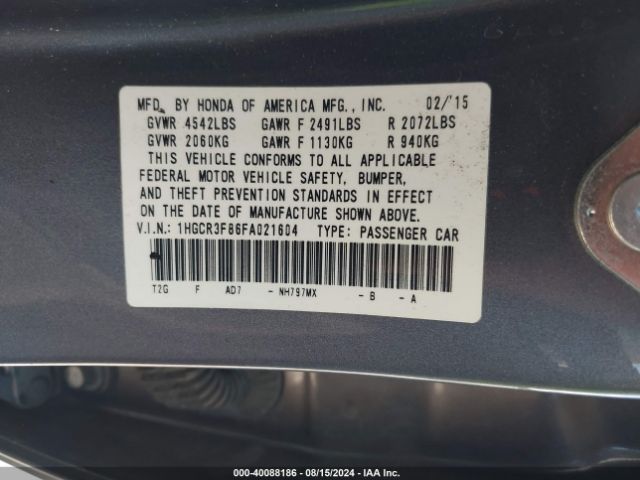 MFD. BY HONDA OF AMERICA MFG., INC. 02/'15
GVWR 4542LBS GAWR F 2491LBS R 2072LBS
GVWR 2060KG GAWR F 1130KG R 940KG
THIS VEHICLE CONFORMS TO ALL APPLICABLE
FEDERAL MOTOR VEHICLE SAFETY, BUMPER,
AND THEFT PREVENTION STANDARDS IN EFFECT
ON THE DATE OF MANUFACTURE SHOWN ABOVE.
V.I.N.: 1HGCR3F86FA021604 TYPE: PASSENGER CAR
T2G F AD7 - NH797MX - B - A
000-40088186 - 08/15/2024 - IAA Inc.